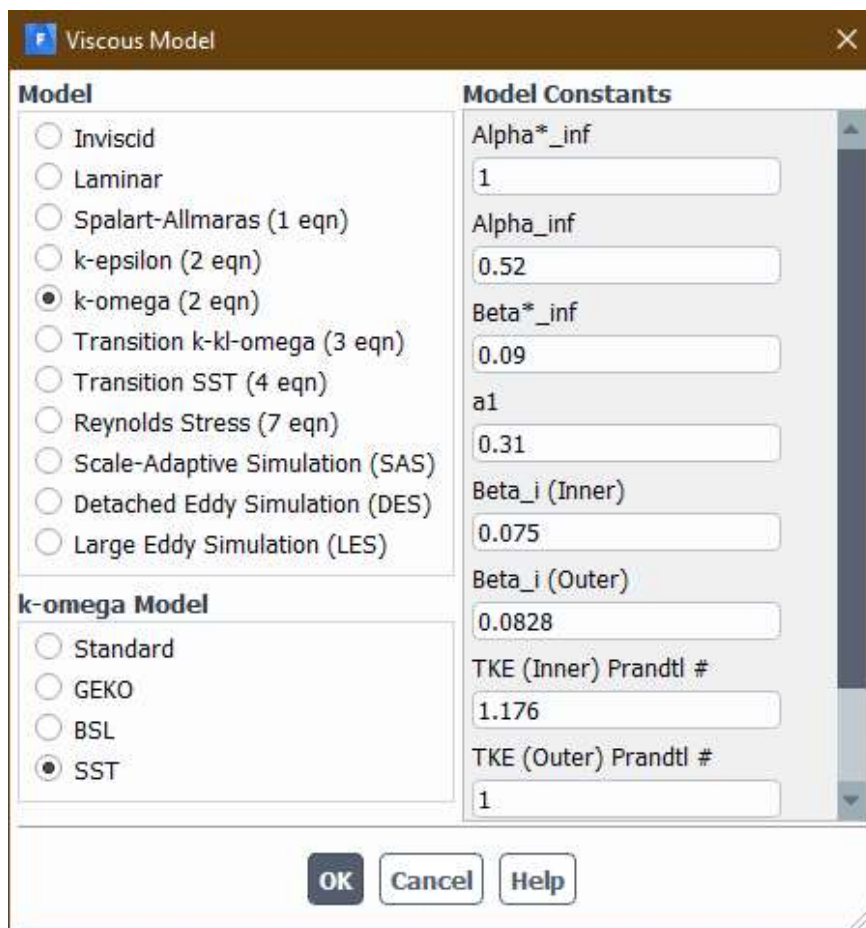 F Viscous Model
Model
Inviscid
Laminar
Spalart-Allmaras (1 eqn)
k-epsilon (2 eqn)
k-omega (2 eqn)
Transition k-kl-omega (3 eqn)
Transition SST (4 eqn)
Reynolds Stress (7 eqn)
Scale-Adaptive Simulation (SAS)
Detached Eddy Simulation (DES)
Large Eddy Simulation (LES)
k-omega Model
Standard
GEKO
BSL
SST
Model Constants
Alpha*_inf
1
Alpha_inf
0.52
Beta*_inf
0.09
a1
0.31
Beta_i (Inner)
0.075
Beta_i (Outer)
0.0828
TKE (Inner) Prandtl #
1.176
TKE (Outer) Prandtl #
1
OK Cancel Help